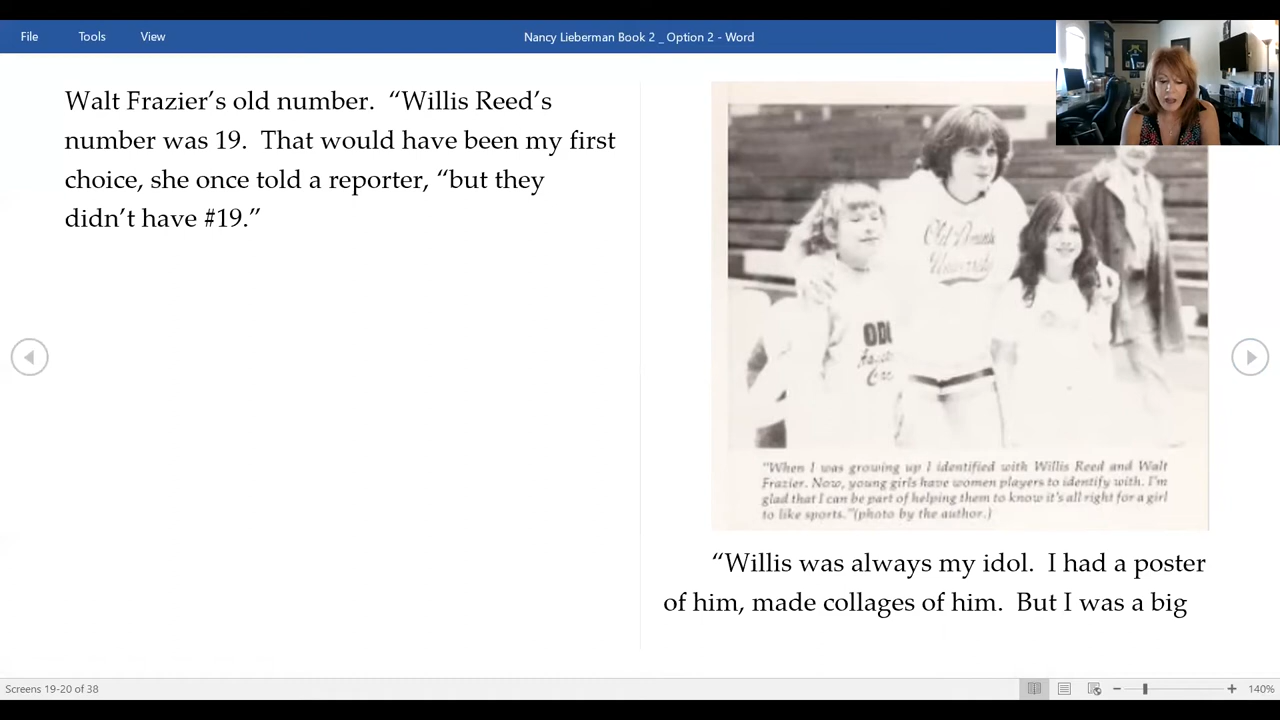 File
Tools
View
Nancy Lieberman Book 2 _ Option 2 - Word
Walt Frazier’s old number.  “Willis Reed’s
number was 19.  That would have been my first
choice, she once told a reporter, “but they
didn’t have #19.”
Old Dominion
University
ODU
"When I was growing up I identified with Willis Reed and Walt
Frazier. Now, young girls have women players to identify with. I'm
glad that I can be part of helping them to know it's all right for a girl
to like sports."(photo by the author.)
“Willis was always my idol.  I had a poster
of him, made collages of him.  But I was a big
Screens 19-20 of 38
140%